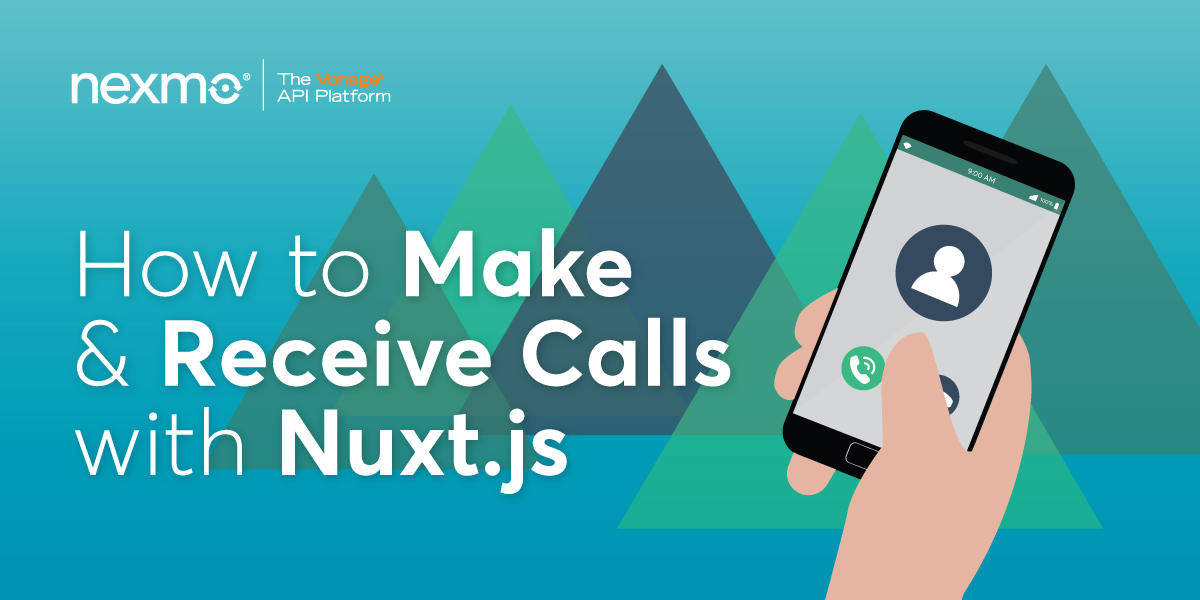 nexmo®
The Vonage®
API Platform
How to Make
& Receive Calls
with Nuxt.js
9:00 AM
100%